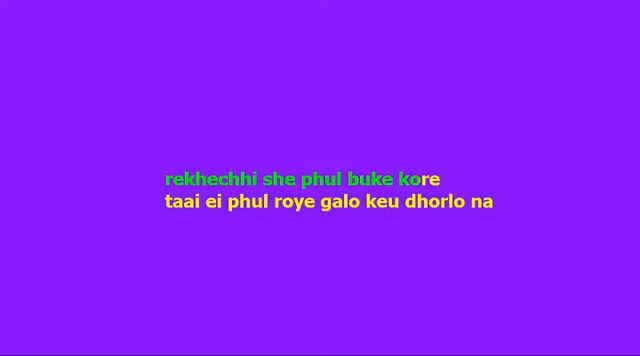 rekhechhi she phul buke kore
taai ei phul roye galo keu dhorlo na